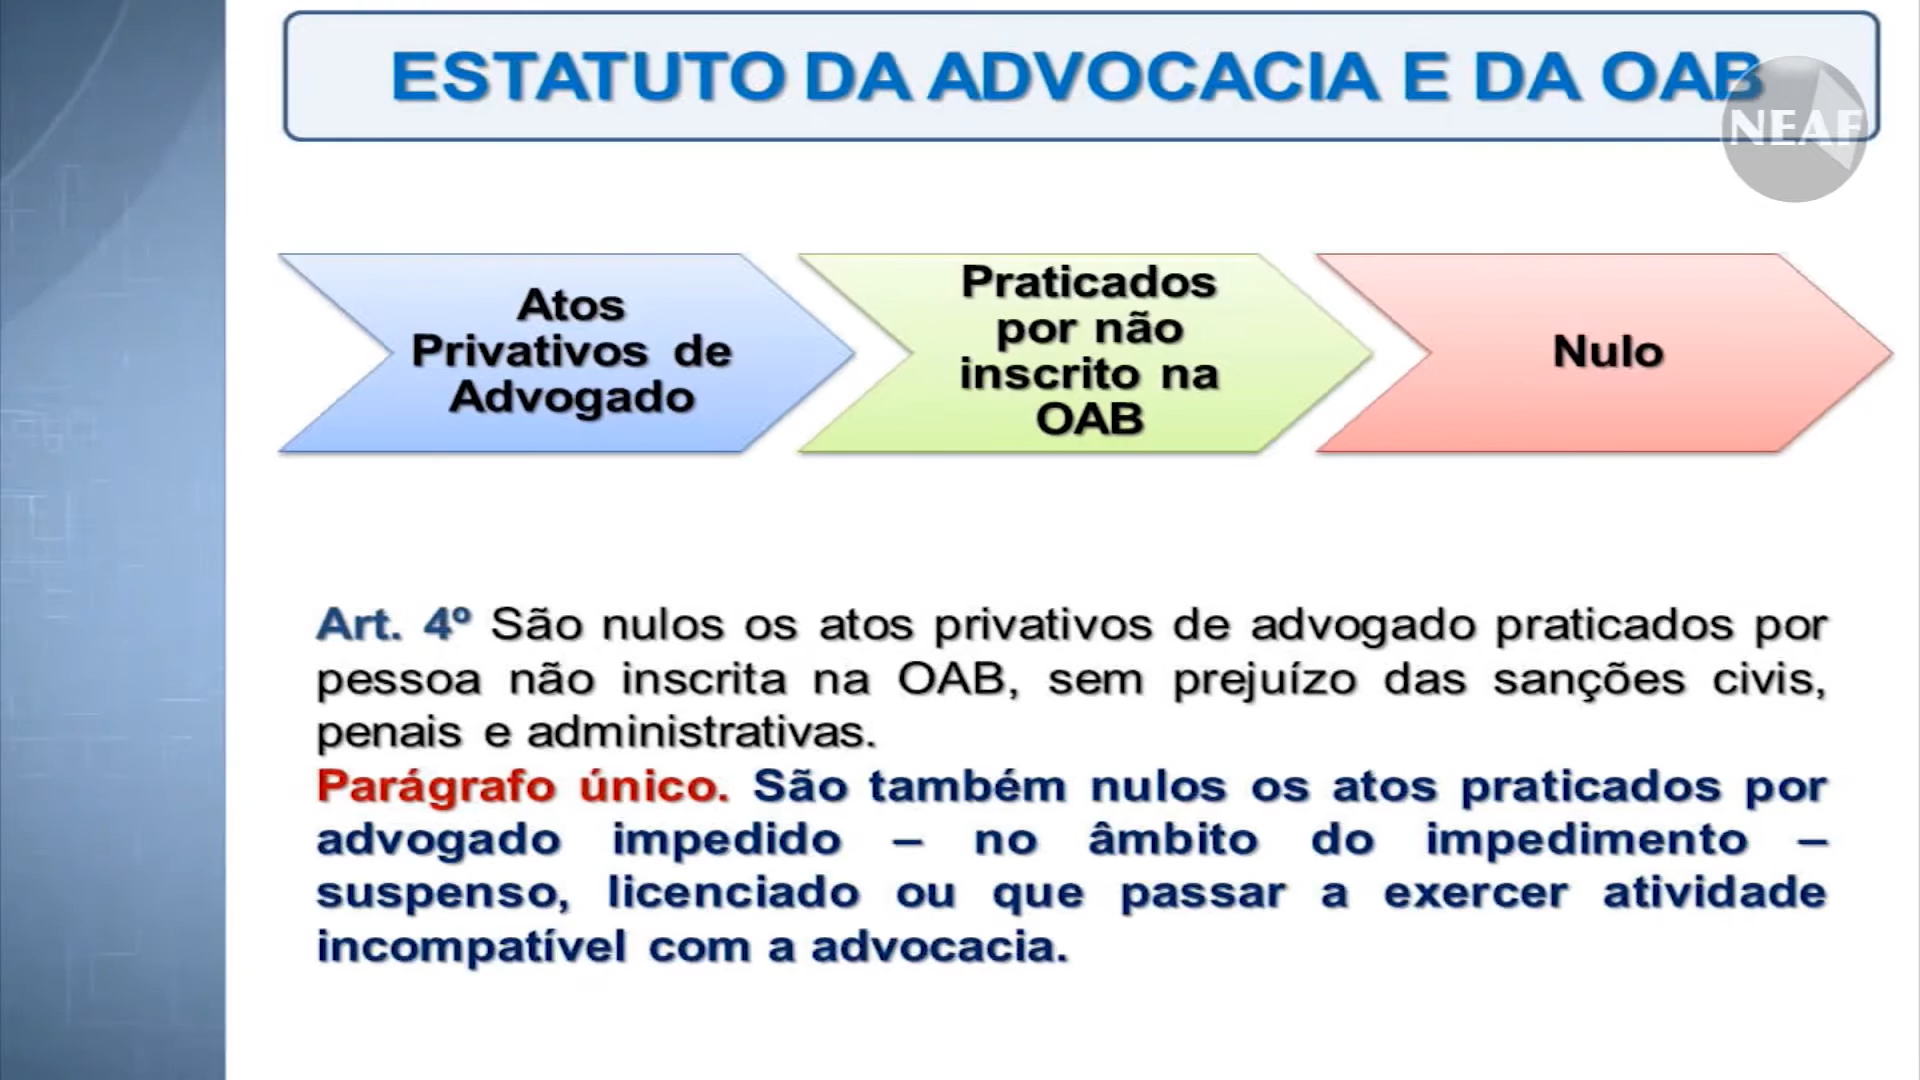 ESTATUTO DA ADVOCACIA E DA OAB
NEAF
Atos
Privativos de
Advogado
Praticados
por não
inscrito na
OAB
Nulo
Art. 4º São nulos os atos privativos de advogado praticados por
pessoa não inscrita na OAB, sem prejuízo das sanções civis,
penais e administrativas.
Parágrafo único. São também nulos os atos praticados por
advogado impedido – no âmbito do impedimento –
suspenso, licenciado ou que passar a exercer atividade
incompatível com a advocacia.